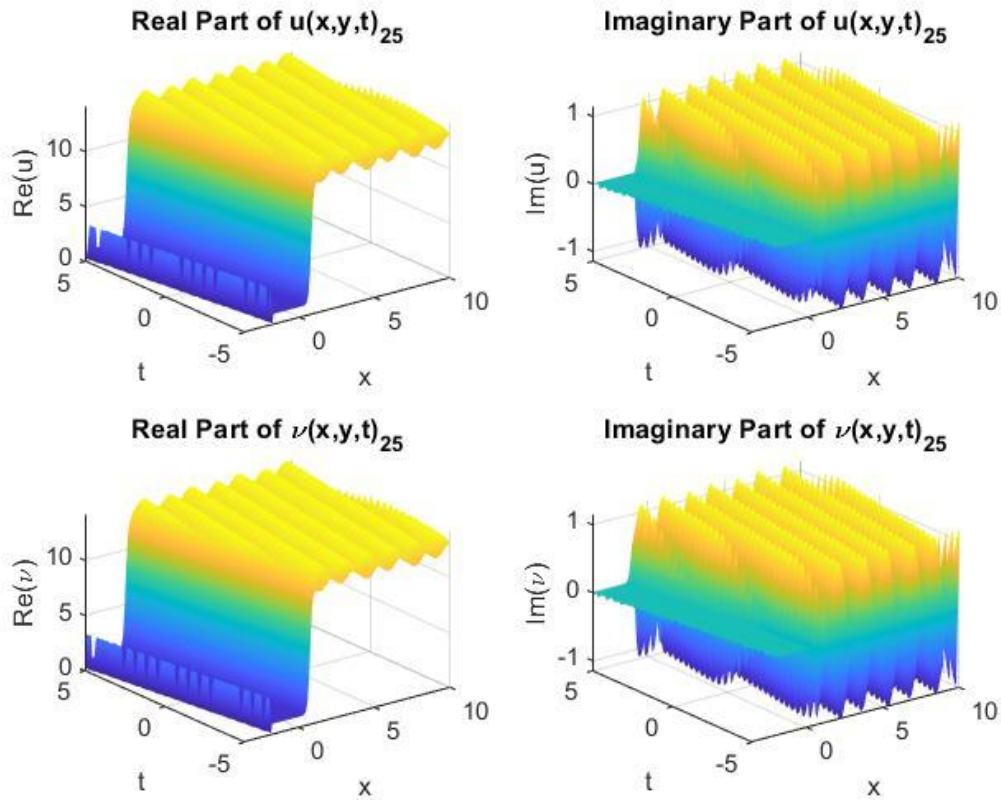 Real Part of u(x,y,t)25
Imaginary Part of u(x,y,t)25
Re(u)
10
5
0
5
0
-5
t
0
5
10
x
Im(u)
1
0
-1
5
0
-5
t
0
5
10
x
Real Part of ν(x,y,t)25
Imaginary Part of ν(x,y,t)25
Re(ν)
10
5
0
5
0
-5
t
0
5
10
x
Im(ν)
1
0
-1
5
0
-5
t
0
5
10
x